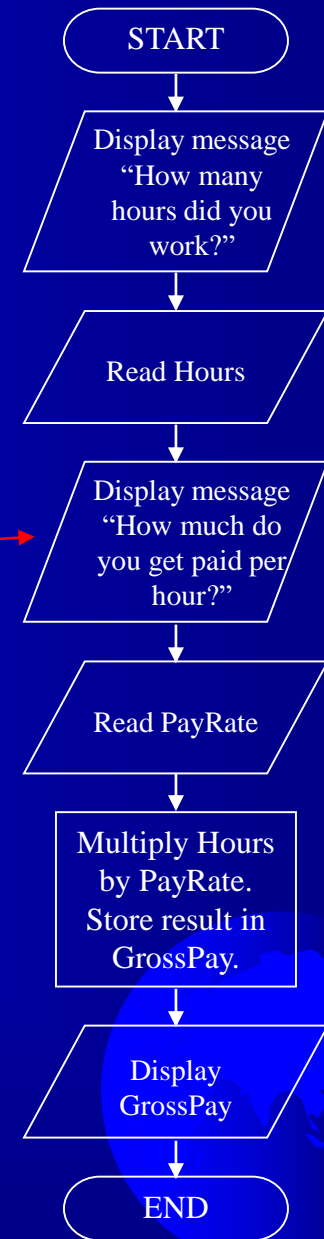 START
Display message
“How many
hours did you
work?”
Read Hours
Display message
“How much do
you get paid per
hour?”
Read PayRate
Multiply Hours
by PayRate.
Store result in
GrossPay.
Display
GrossPay
END